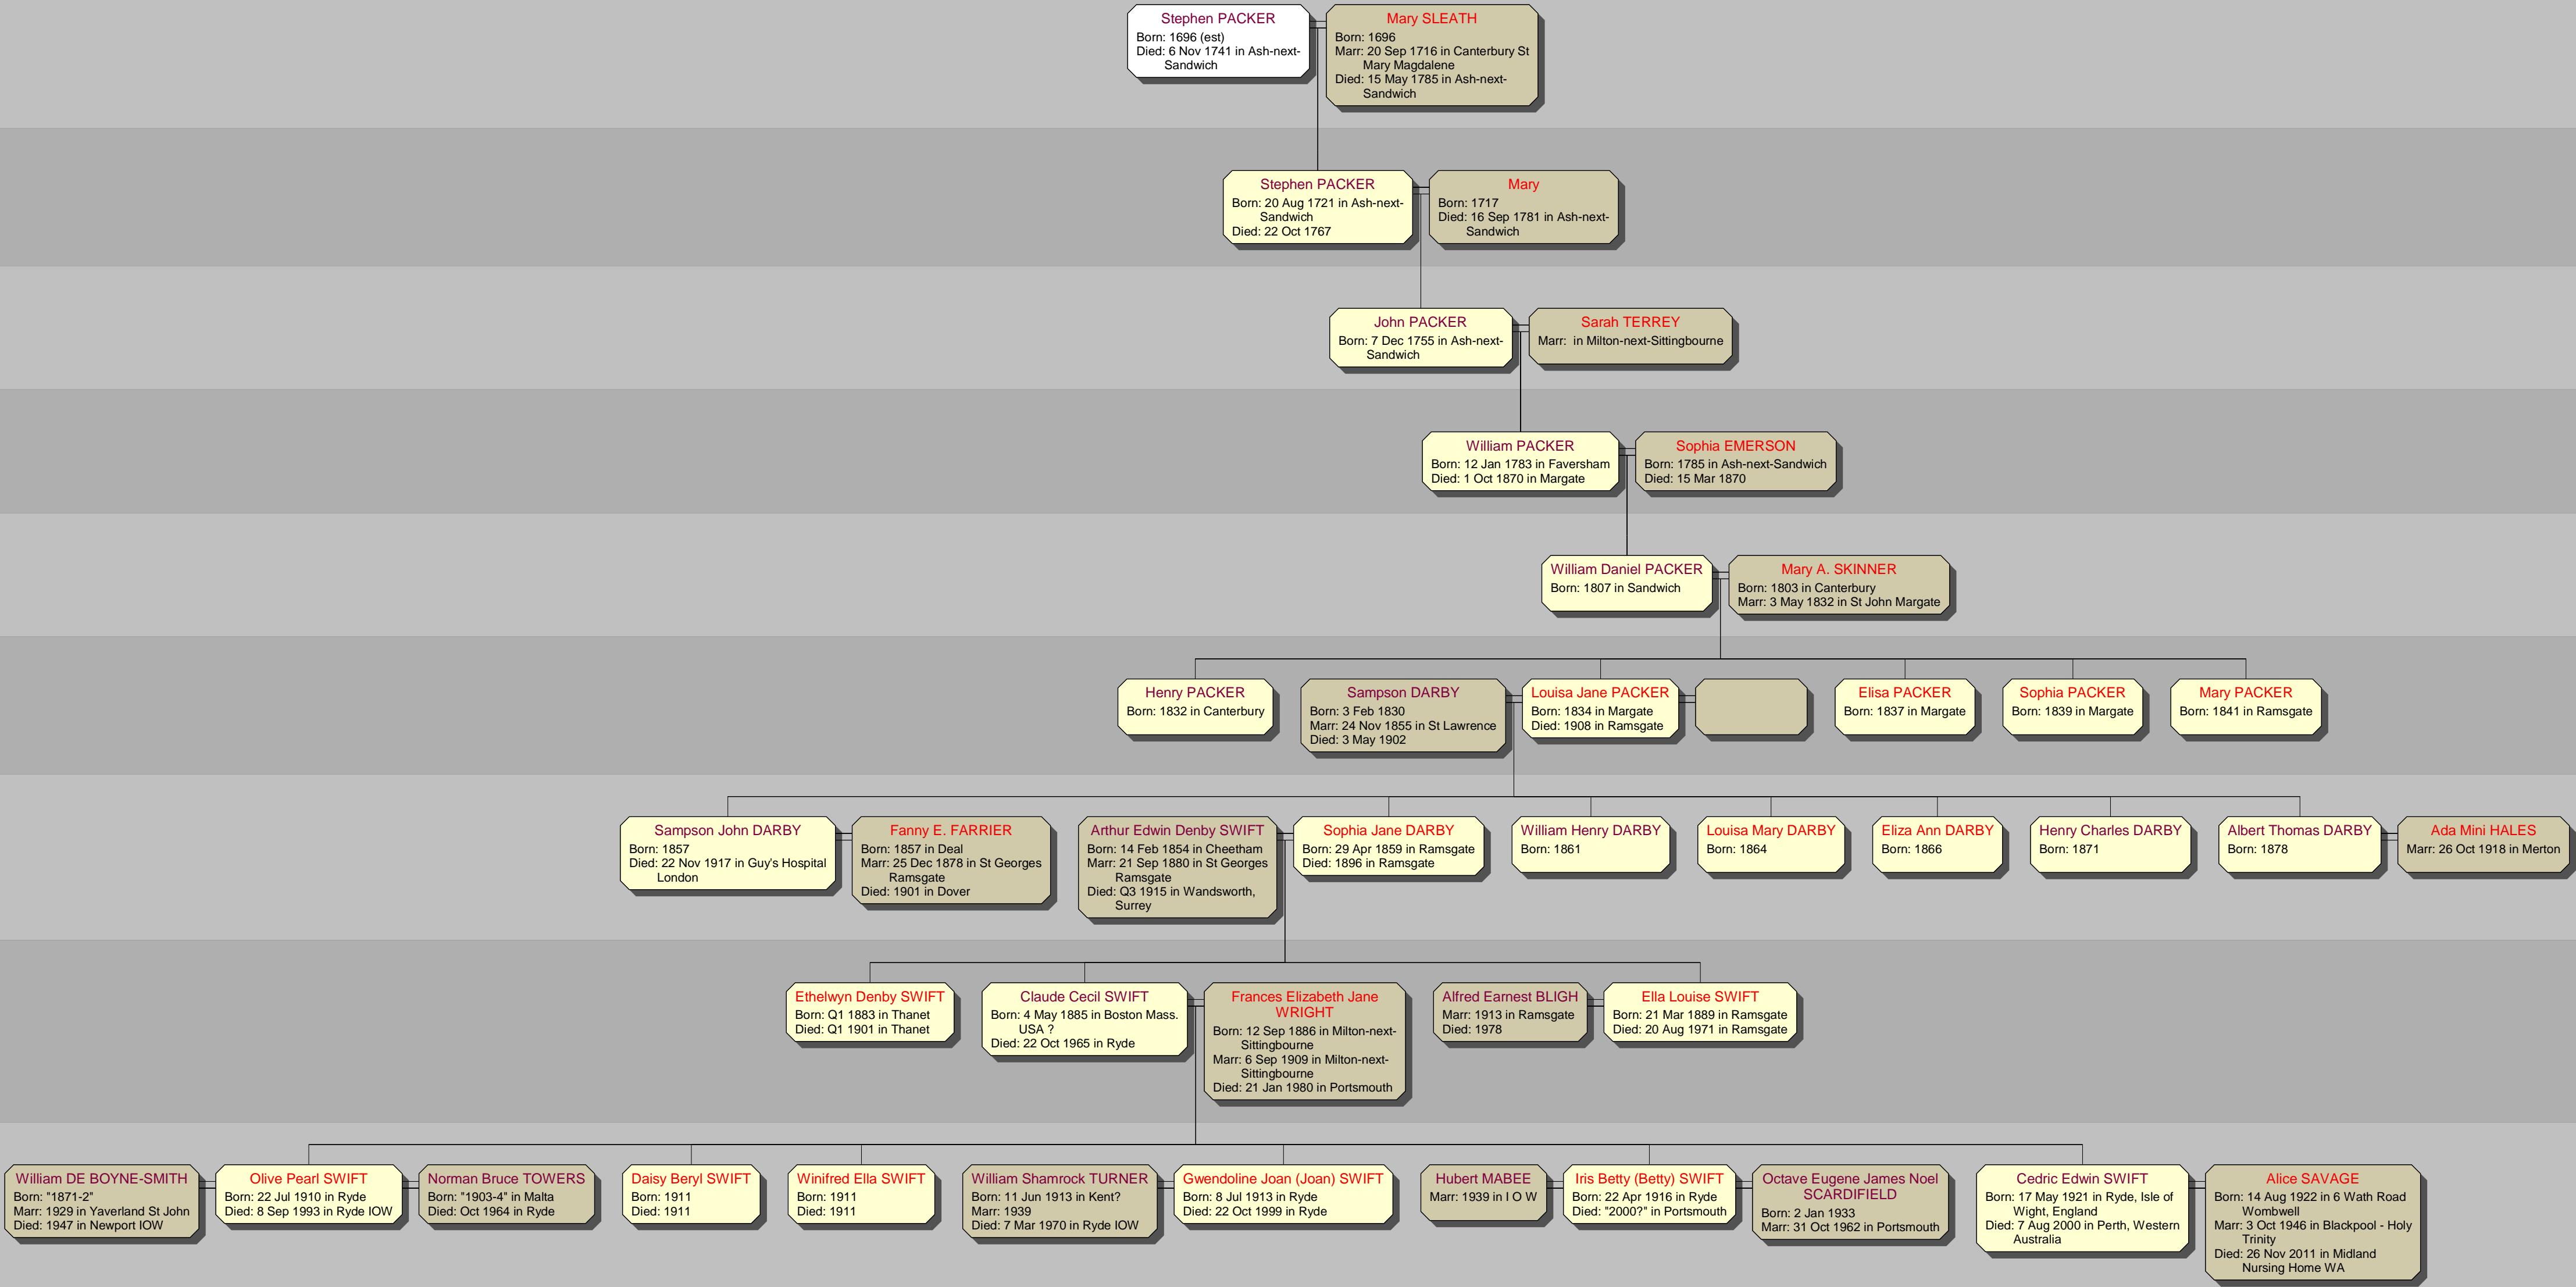 Stephen PACKER
Born: 1696 (est)
Died: 6 Nov 1741 in Ash-next-
Sandwich
Mary SLEATH
Born: 1696
Marr: 20 Sep 1716 in Canterbury St
Mary Magdalene
Died: 15 May 1785 in Ash-next-
Sandwich
Stephen PACKER
Born: 20 Aug 1721 in Ash-next-
Sandwich
Died: 22 Oct 1767
Mary
Born: 1717
Died: 16 Sep 1781 in Ash-next-
Sandwich
John PACKER
Born: 7 Dec 1755 in Ash-next-
Sandwich
Sarah TERREY
Marr:  in Milton-next-Sittingbourne
William PACKER
Born: 12 Jan 1783 in Faversham
Died: 1 Oct 1870 in Margate
Sophia EMERSON
Born: 1785 in Ash-next-Sandwich
Died: 15 Mar 1870
William Daniel PACKER
Born: 1807 in Sandwich
Mary A. SKINNER
Born: 1803 in Canterbury
Marr: 3 May 1832 in St John Margate
Henry PACKER
Born: 1832 in Canterbury
Sampson DARBY
Born: 3 Feb 1830
Marr: 24 Nov 1855 in St Lawrence
Died: 3 May 1902
Louisa Jane PACKER
Born: 1834 in Margate
Died: 1908 in Ramsgate
Elisa PACKER
Born: 1837 in Margate
Sophia PACKER
Born: 1839 in Margate
Mary PACKER
Born: 1841 in Ramsgate
Sampson John DARBY
Born: 1857
Died: 22 Nov 1917 in Guy's Hospital
London
Fanny E. FARRIER
Born: 1857 in Deal
Marr: 25 Dec 1878 in St Georges
Ramsgate
Died: 1901 in Dover
Arthur Edwin Denby SWIFT
Born: 14 Feb 1854 in Cheetham
Marr: 21 Sep 1880 in St Georges
Ramsgate
Died: Q3 1915 in Wandsworth,
Surrey
Sophia Jane DARBY
Born: 29 Apr 1859 in Ramsgate
Died: 1896 in Ramsgate
William Henry DARBY
Born: 1861
Louisa Mary DARBY
Born: 1864
Eliza Ann DARBY
Born: 1866
Henry Charles DARBY
Born: 1871
Albert Thomas DARBY
Born: 1878
Ada Mini HALES
Marr: 26 Oct 1918 in Merton
Ethelwyn Denby SWIFT
Born: Q1 1883 in Thanet
Died: Q1 1901 in Thanet
Claude Cecil SWIFT
Born: 4 May 1885 in Boston Mass.
USA ?
Died: 22 Oct 1965 in Ryde
Frances Elizabeth Jane
WRIGHT
Born: 12 Sep 1886 in Milton-next-
Sittingbourne
Marr: 6 Sep 1909 in Milton-next-
Sittingbourne
Died: 21 Jan 1980 in Portsmouth
Alfred Earnest BLIGH
Marr: 1913 in Ramsgate
Died: 1978
Ella Louise SWIFT
Born: 21 Mar 1889 in Ramsgate
Died: 20 Aug 1971 in Ramsgate
William DE BOYNE-SMITH
Born: "1871-2"
Marr: 1929 in Yaverland St John
Died: 1947 in Newport IOW
Olive Pearl SWIFT
Born: 22 Jul 1910 in Ryde
Died: 8 Sep 1993 in Ryde IOW
Norman Bruce TOWERS
Born: "1903-4" in Malta
Died: Oct 1964 in Ryde
Daisy Beryl SWIFT
Born: 1911
Died: 1911
Winifred Ella SWIFT
Born: 1911
Died: 1911
William Shamrock TURNER
Born: 11 Jun 1913 in Kent?
Marr: 1939
Died: 7 Mar 1970 in Ryde IOW
Gwendoline Joan (Joan) SWIFT
Born: 8 Jul 1913 in Ryde
Died: 22 Oct 1999 in Ryde
Hubert MABEE
Marr: 1939 in I O W
Iris Betty (Betty) SWIFT
Born: 22 Apr 1916 in Ryde
Died: "2000?" in Portsmouth
Octave Eugene James Noel
SCARDIFIELD
Born: 2 Jan 1933
Marr: 31 Oct 1962 in Portsmouth
Cedric Edwin SWIFT
Born: 17 May 1921 in Ryde, Isle of
Wight, England
Died: 7 Aug 2000 in Perth, Western
Australia
Alice SAVAGE
Born: 14 Aug 1922 in 6 Wath Road
Wombwell
Marr: 3 Oct 1946 in Blackpool - Holy
Trinity
Died: 26 Nov 2011 in Midland
Nursing Home WA